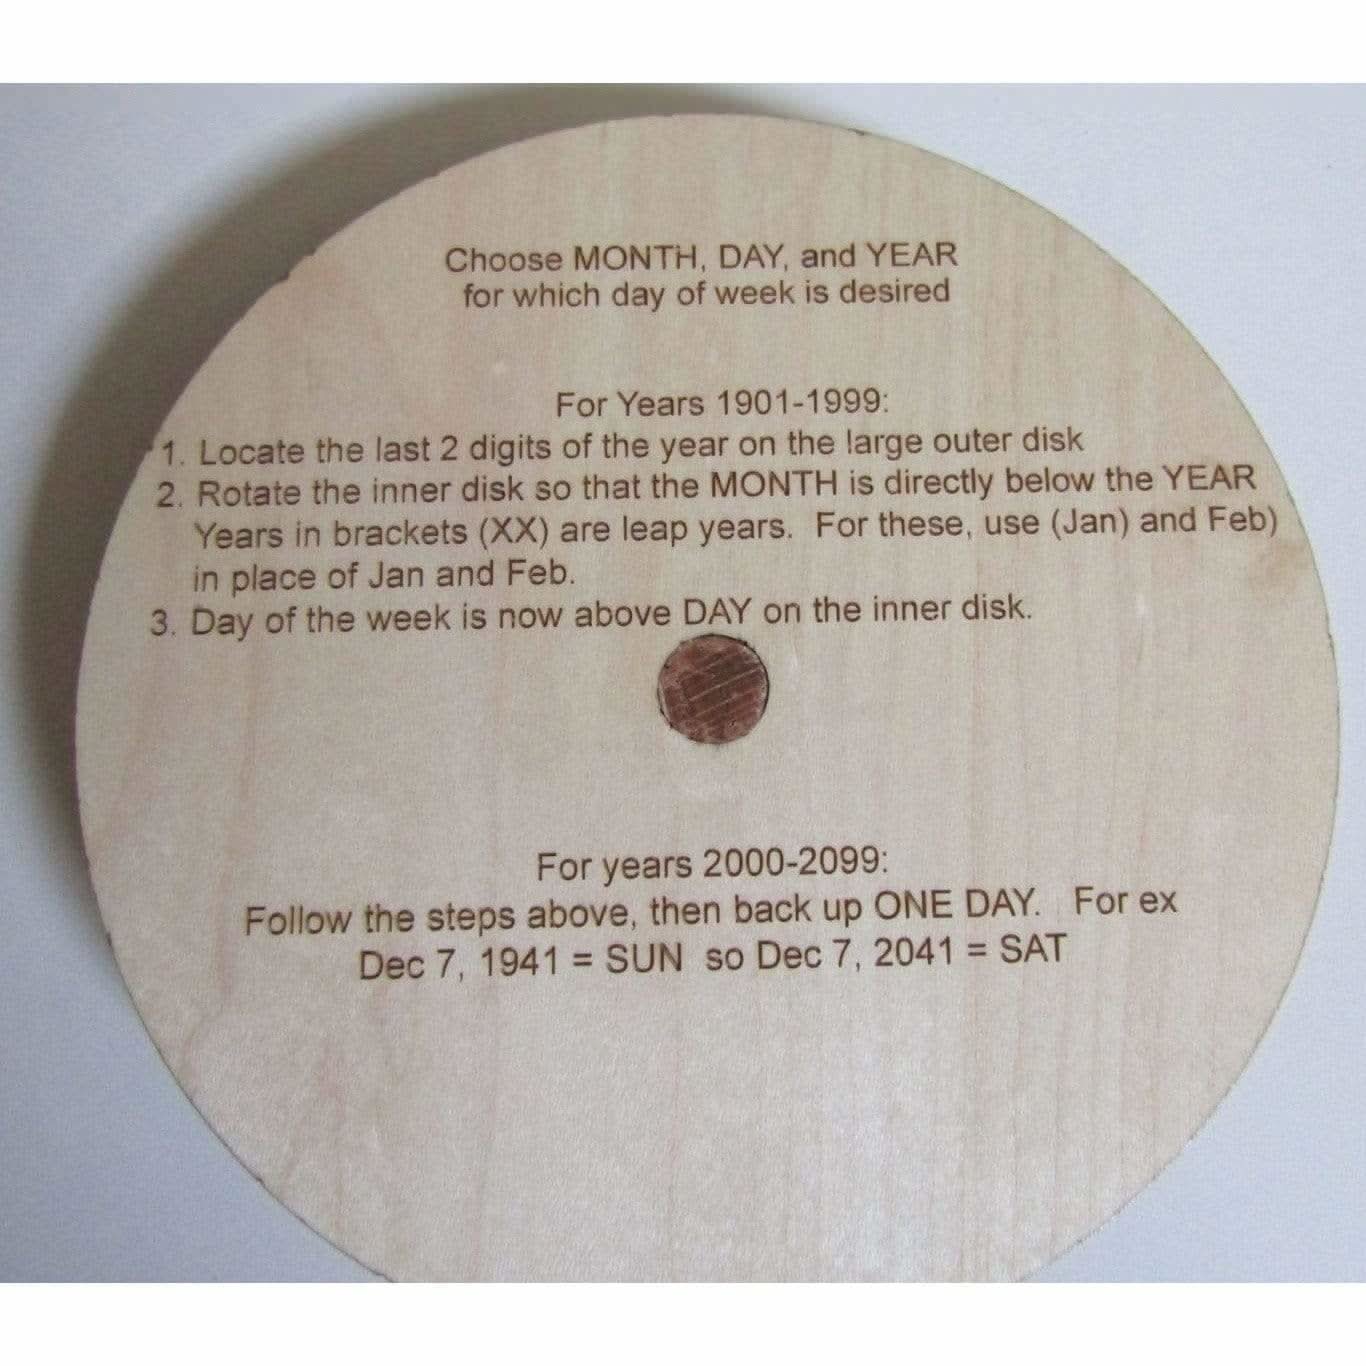 Choose MONTH, DAY, and YEAR
for which day of week is desired
For Years 1901-1999:
1. Locate the last 2 digits of the year on the large outer disk
2. Rotate the inner disk so that the MONTH is directly below the YEAR
Years in brackets (XX) are leap years. For these, use (Jan) and Feb)
in place of Jan and Feb.
3. Day of the week is now above DAY on the inner disk.
For years 2000-2099:
Follow the steps above, then back up ONE DAY. For ex
Dec 7, 1941 = SUN so Dec 7, 2041 = SAT